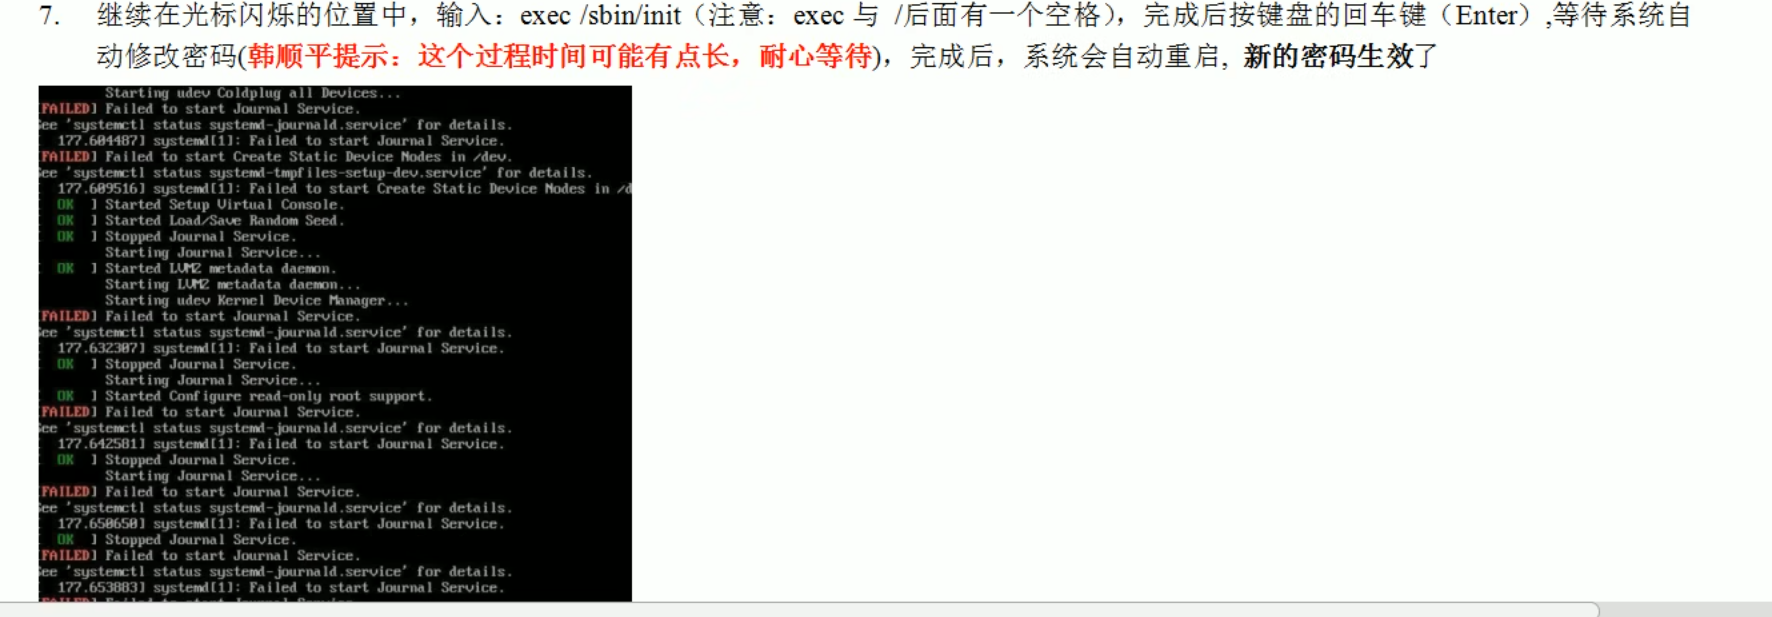 7. 继续在光标闪烁的位置中，输入：exec /sbin/init（注意：exec 与 /后面有一个空格），完成后按键盘的回车键（Enter）,等待系统自
动修改密码(韩顺平提示：这个过程时间可能有点长，耐心等待)，完成后，系统会自动重启, 新的密码生效了
Starting udev Coldplug all Devices...
[FAILED] Failed to start Journal Service.
See 'systemctl status systemd-journald.service' for details.
177.604487] systemd[1]: Failed to start Journal Service.
[FAILED] Failed to start Create Static Device Nodes in /dev.
See 'systemctl status systemd-tmpfiles-setup-dev.service' for details.
177.609516] systemd[1]: Failed to start Create Static Device Nodes in /d
OK ] Started Setup Virtual Console.
OK ] Started Load/Save Random Seed.
OK ] Stopped Journal Service.
Starting Journal Service...
OK ] Started LVM2 metadata daemon.
Starting LVM2 metadata daemon...
Starting udev Kernel Device Manager...
[FAILED] Failed to start Journal Service.
See 'systemctl status systemd-journald.service' for details.
177.632307] systemd[1]: Failed to start Journal Service.
OK ] Stopped Journal Service.
Starting Journal Service...
OK ] Started Configure read-only root support.
[FAILED] Failed to start Journal Service.
See 'systemctl status systemd-journald.service' for details.
177.642581] systemd[1]: Failed to start Journal Service.
OK ] Stopped Journal Service.
Starting Journal Service...
[FAILED] Failed to start Journal Service.
See 'systemctl status systemd-journald.service' for details.
177.650650] systemd[1]: Failed to start Journal Service.
OK ] Stopped Journal Service.
[FAILED] Failed to start Journal Service.
See 'systemctl status systemd-journald.service' for details.
177.653883] systemd[1]: Failed to start Journal Service.